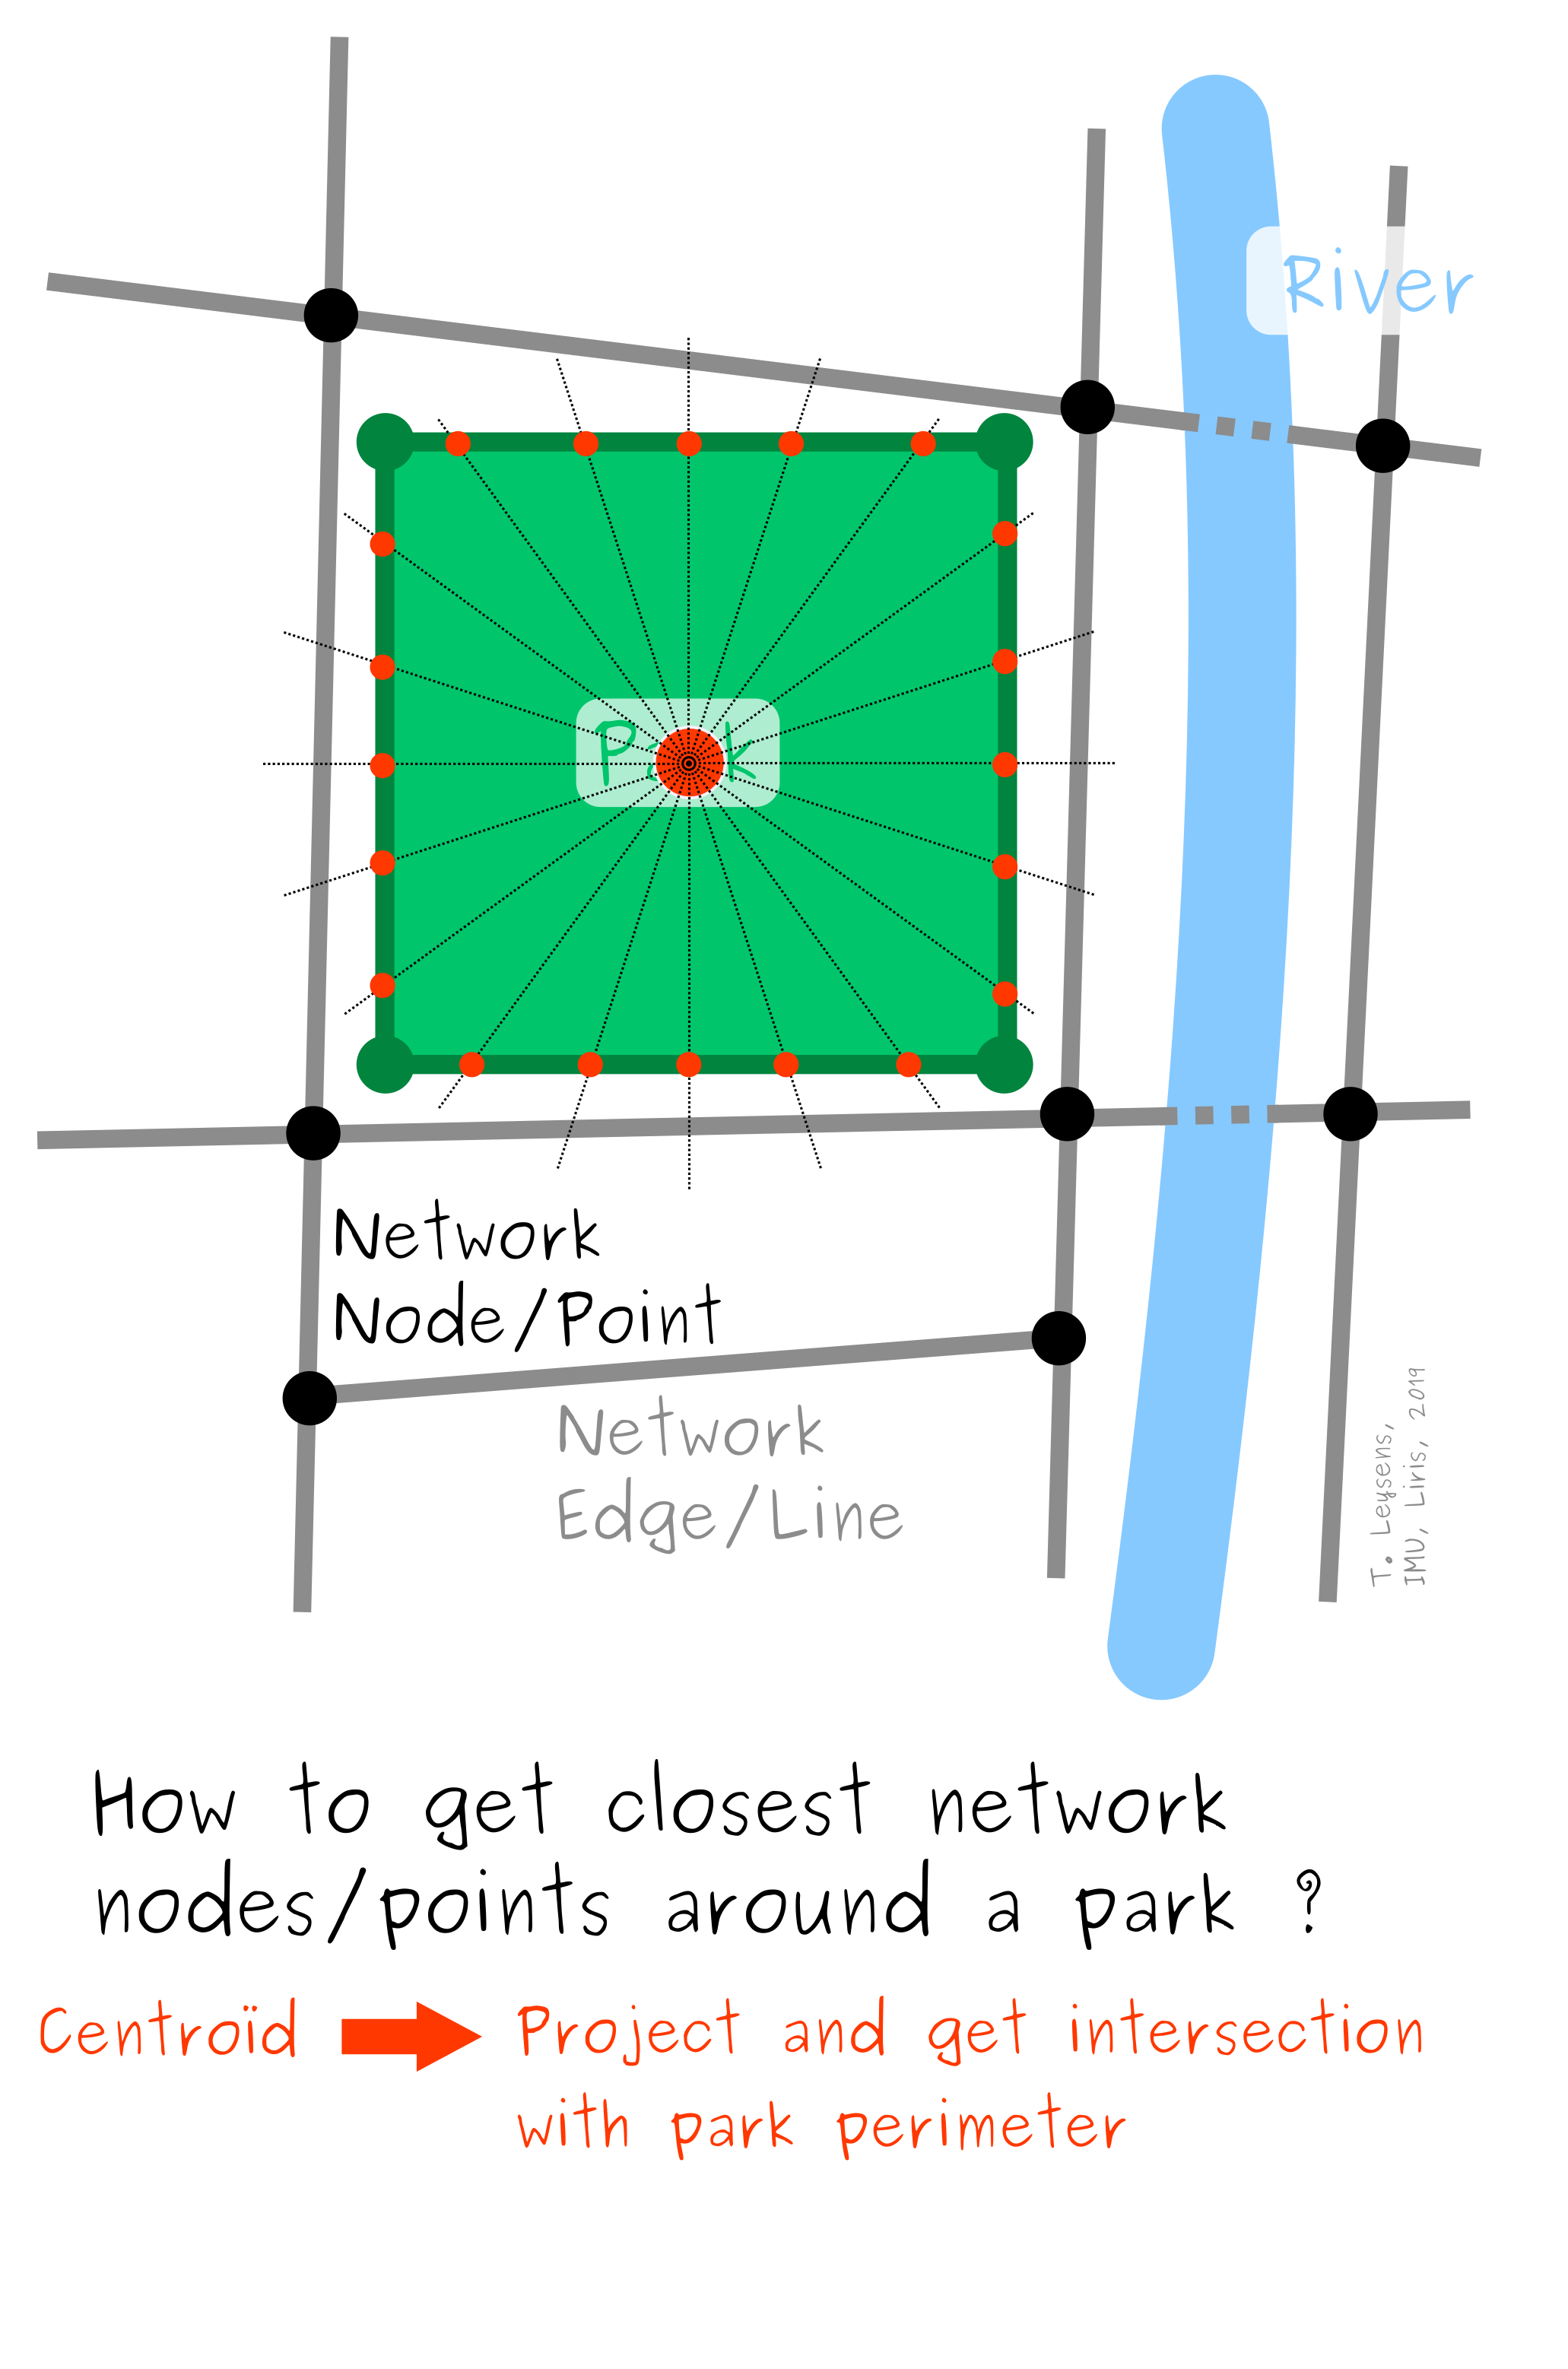 River
Park
Network
Node/Point
Network
Edge/Line
T. Leysens,
IMU, Liris, 2019
How to get closest network
nodes/points around a park ?
Centroïd
Project and get intersection
with park perimeter